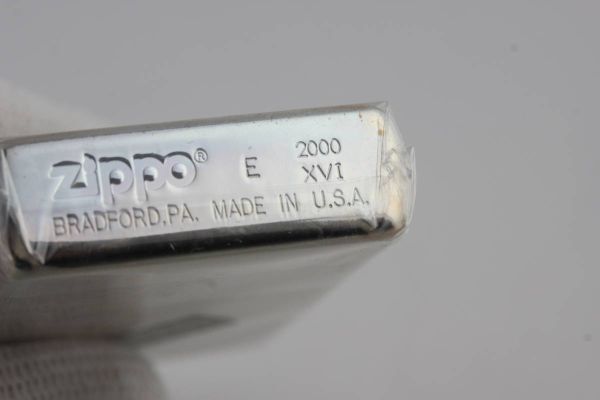 zippo® E 2000
XVI
BRADFORD,PA. MADE IN U.S.A.